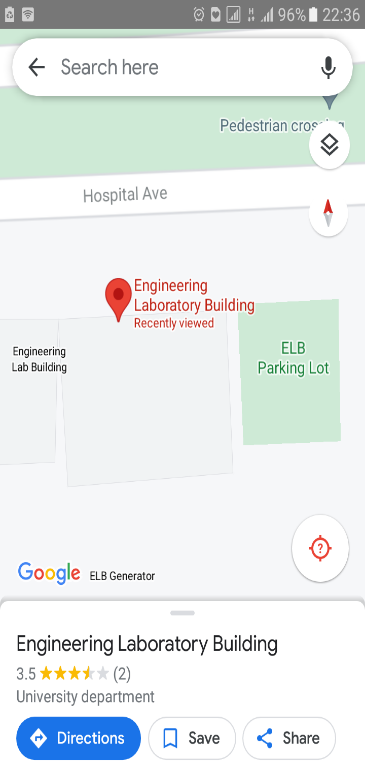 96% 22:36
Search here
Pedestrian crossing
Hospital Ave
Engineering
Laboratory Building
Recently viewed
Engineering
Lab Building
ELB
Parking Lot
?
Google ELB Generator
Engineering Laboratory Building
3.5 (2)
University department
Directions Save Share